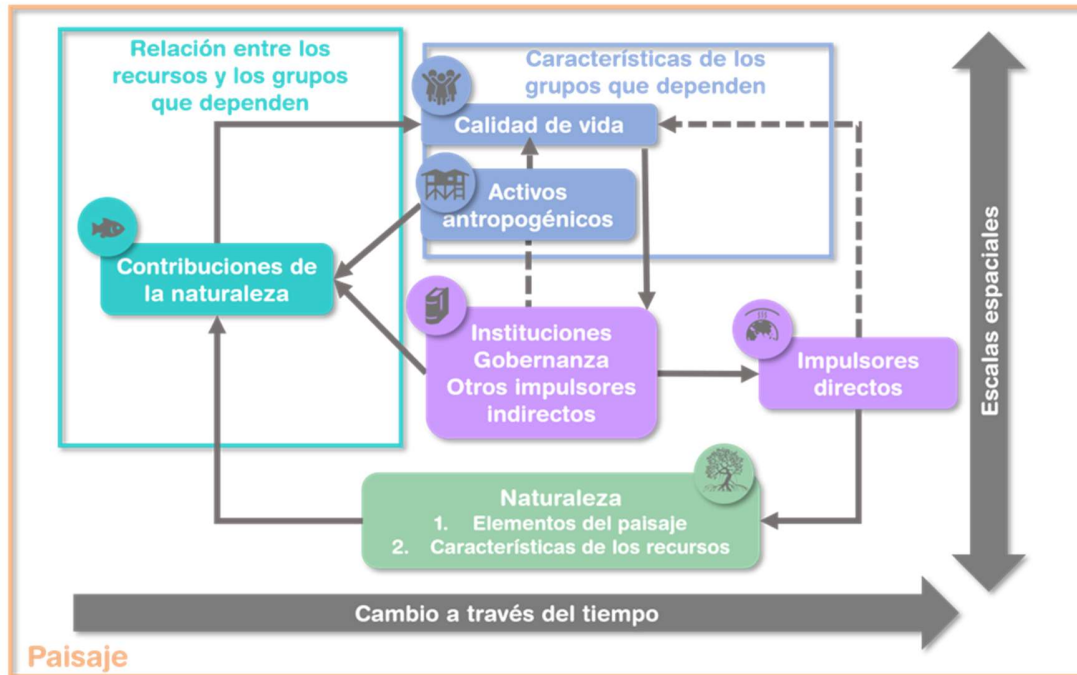 Relación entre los
recursos y los grupos
que dependen
Características de los
grupos que dependen
Calidad de vida
Activos
antropogénicos
Contribuciones de
la naturaleza
Instituciones
Gobernanza
Otros impulsores
indirectos
Impulsores
directos
Naturaleza
1. Elementos del paisaje
2. Características de los recursos
Escalas espaciales
Cambio a través del tiempo
Paisaje